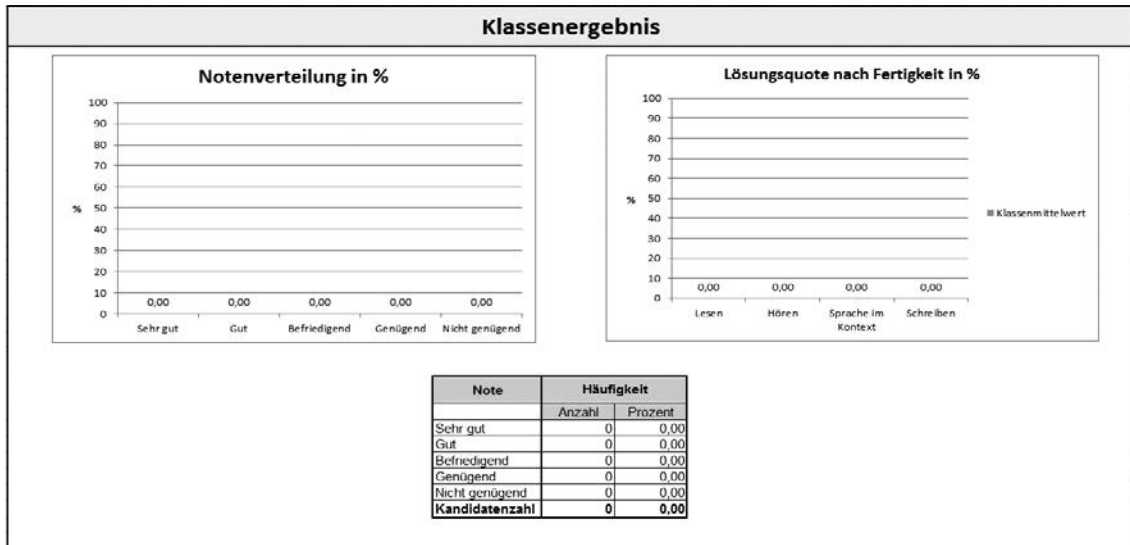 Klassenergebnis
Notenverteilung in %
100
90
80
70
60
% 50
40
30
20
10
0
0,00 0,00 0,00 0,00 0,00
Sehr gut Gut Befriedigend Genügend Nicht genügend
Lösungsquote nach Fertigkeit in %
100
90
80
70
60
% 50
40
30
20
10
0
0,00 0,00 0,00 0,00
Lesen Hören Sprache im Kontext Schreiben
Klassenmittelwert
Note Häufigkeit
Anzahl Prozent
Sehr gut 0 0,00
Gut 0 0,00
Befriedigend 0 0,00
Genügend 0 0,00
Nicht genügend 0 0,00
Kandidatenzahl 0 0,00